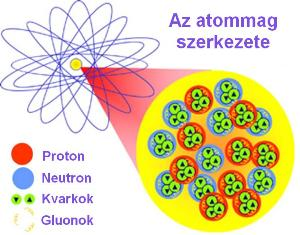 Az atommag
szerkezete
Proton
Neutron
Kvarkok
Gluonok